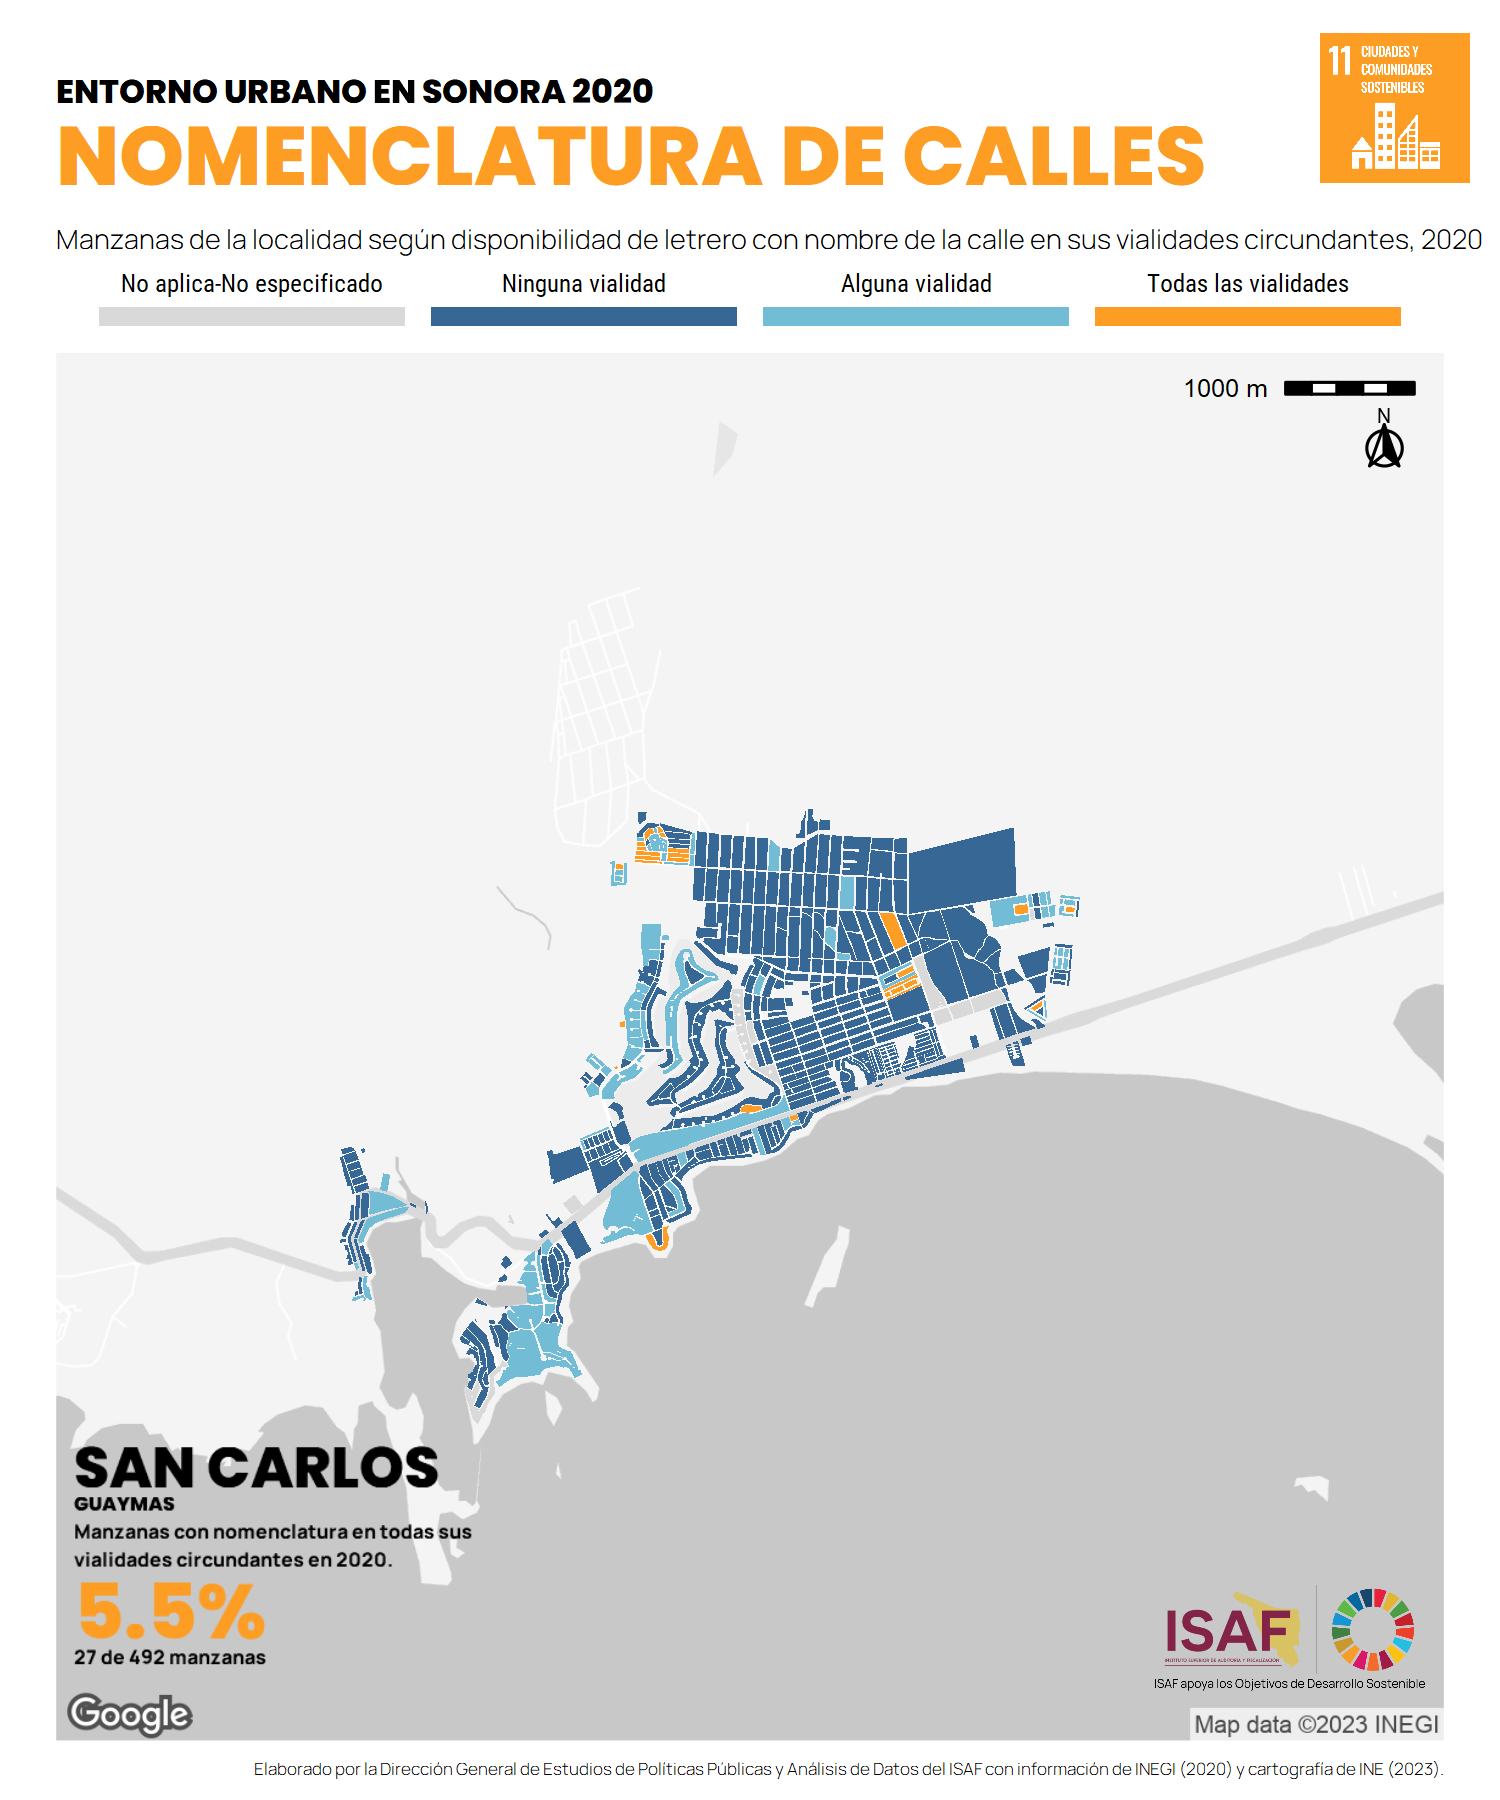 11 CIUDADES Y
COMUNIDADES
SOSTENIBLES
ENTORNO URBANO EN SONORA 2020
NOMENCLATURA DE CALLES
Manzanas de la localidad según disponibilidad de letrero con nombre de la calle en sus vialidades circundantes, 2020
No aplica-No especificado
Ninguna vialidad
Alguna vialidad
Todas las vialidades
1000 m
N
SAN CARLOS
GUAYMAS
Manzanas con nomenclatura en todas sus
vialidades circundantes en 2020.
5.5%
27 de 492 manzanas
ISAF
INSTITUTO SUPERIOR DE AUDITORÍA Y FISCALIZACIÓN
ISAF apoya los Objetivos de Desarrollo Sostenible
Google
Map data ©2023 INEGI
Elaborado por la Dirección General de Estudios de Políticas Públicas y Análisis de Datos del ISAF con información de INEGI (2020) y cartografía de INE (2023).